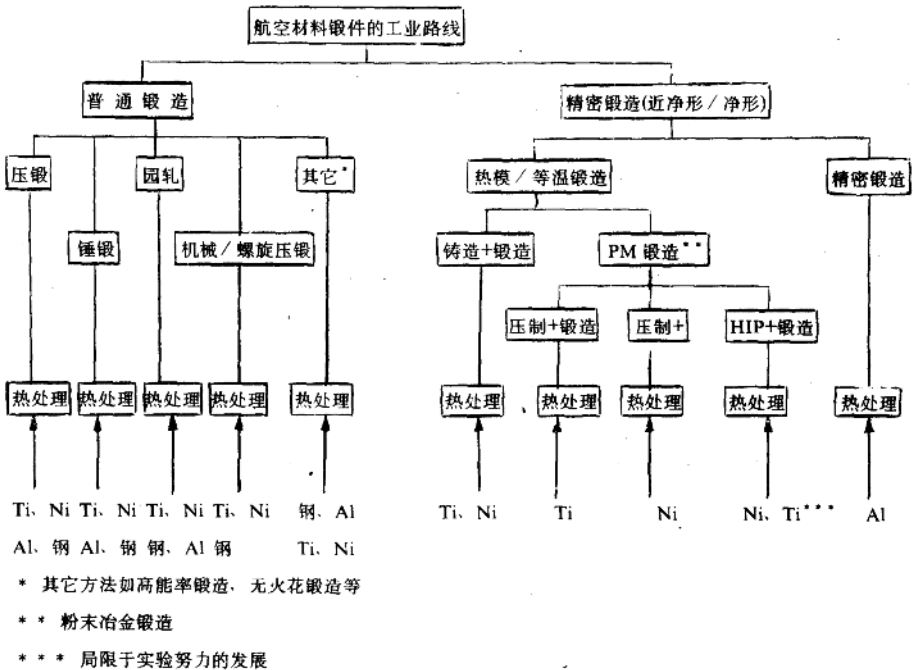 航空材料锻件的工业路线
普通锻造
精密锻造(近净形/净形)
压锻
园轧
其它*
热模/等温锻造
精密锻造
锤锻
机械/螺旋压锻
铸造+锻造
PM 锻造**
压制+锻造
压制+
HIP+锻造
热处理 热处理 热处理 热处理 热处理 热处理 热处理 热处理 热处理 热处理
Ti、Ni Ti、Ni Ti、Ni Ti、Ni 钢、Al Ti、Ni Ti Ni Ni、Ti*** Al
Al、钢 Al、钢 钢、Al 钢 Ti、Ni
* 其它方法如高能率锻造、无火花锻造等
** 粉末冶金锻造
*** 局限于实验努力的发展